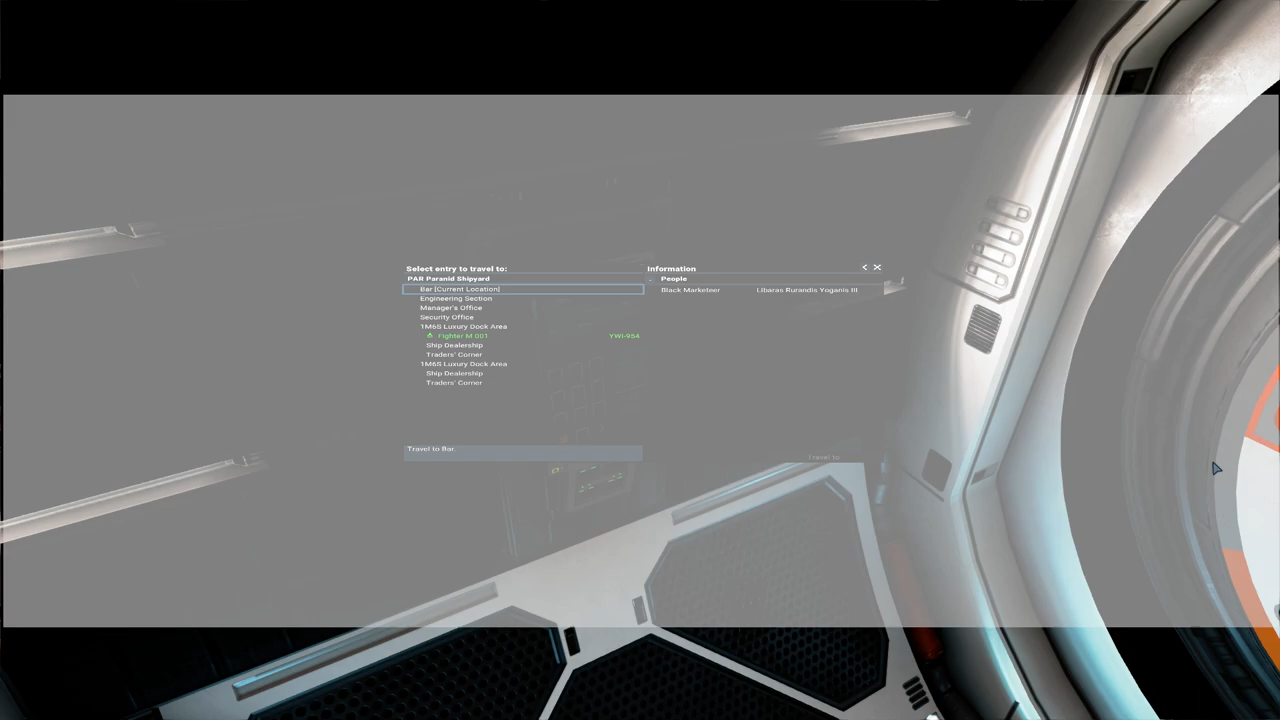 Select entry to travel to:
PAR Paranid Shipyard
Bar [Current Location]
Engineering Section
Manager's Office
Security Office
1M6S Luxury Dock Area
Fighter M 001 YWI-954
Ship Dealership
Traders' Corner
1M6S Luxury Dock Area
Ship Dealership
Traders' Corner
Travel to Bar
Information
People
Black Marketeer Libaras Rurandis Yoganis III
Travel to